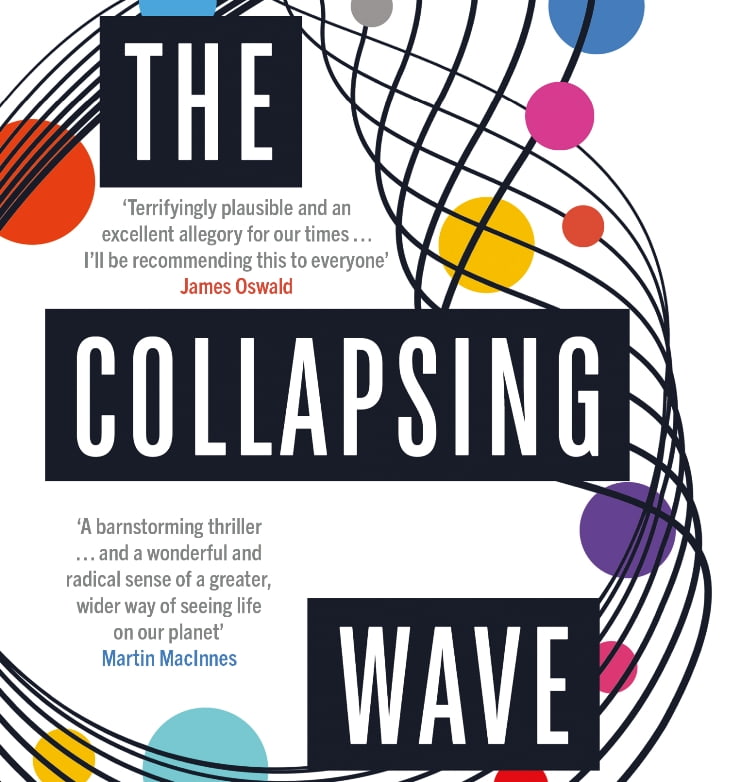 THE
‘Terrifyingly plausible and an
excellent allegory for our times ...
I’ll be recommending this to everyone’
James Oswald
COLLAPSING
‘A barnstorming thriller
... and a wonderful and
radical sense of a greater,
wider way of seeing life
on our planet’
Martin MacInnes
WAVE